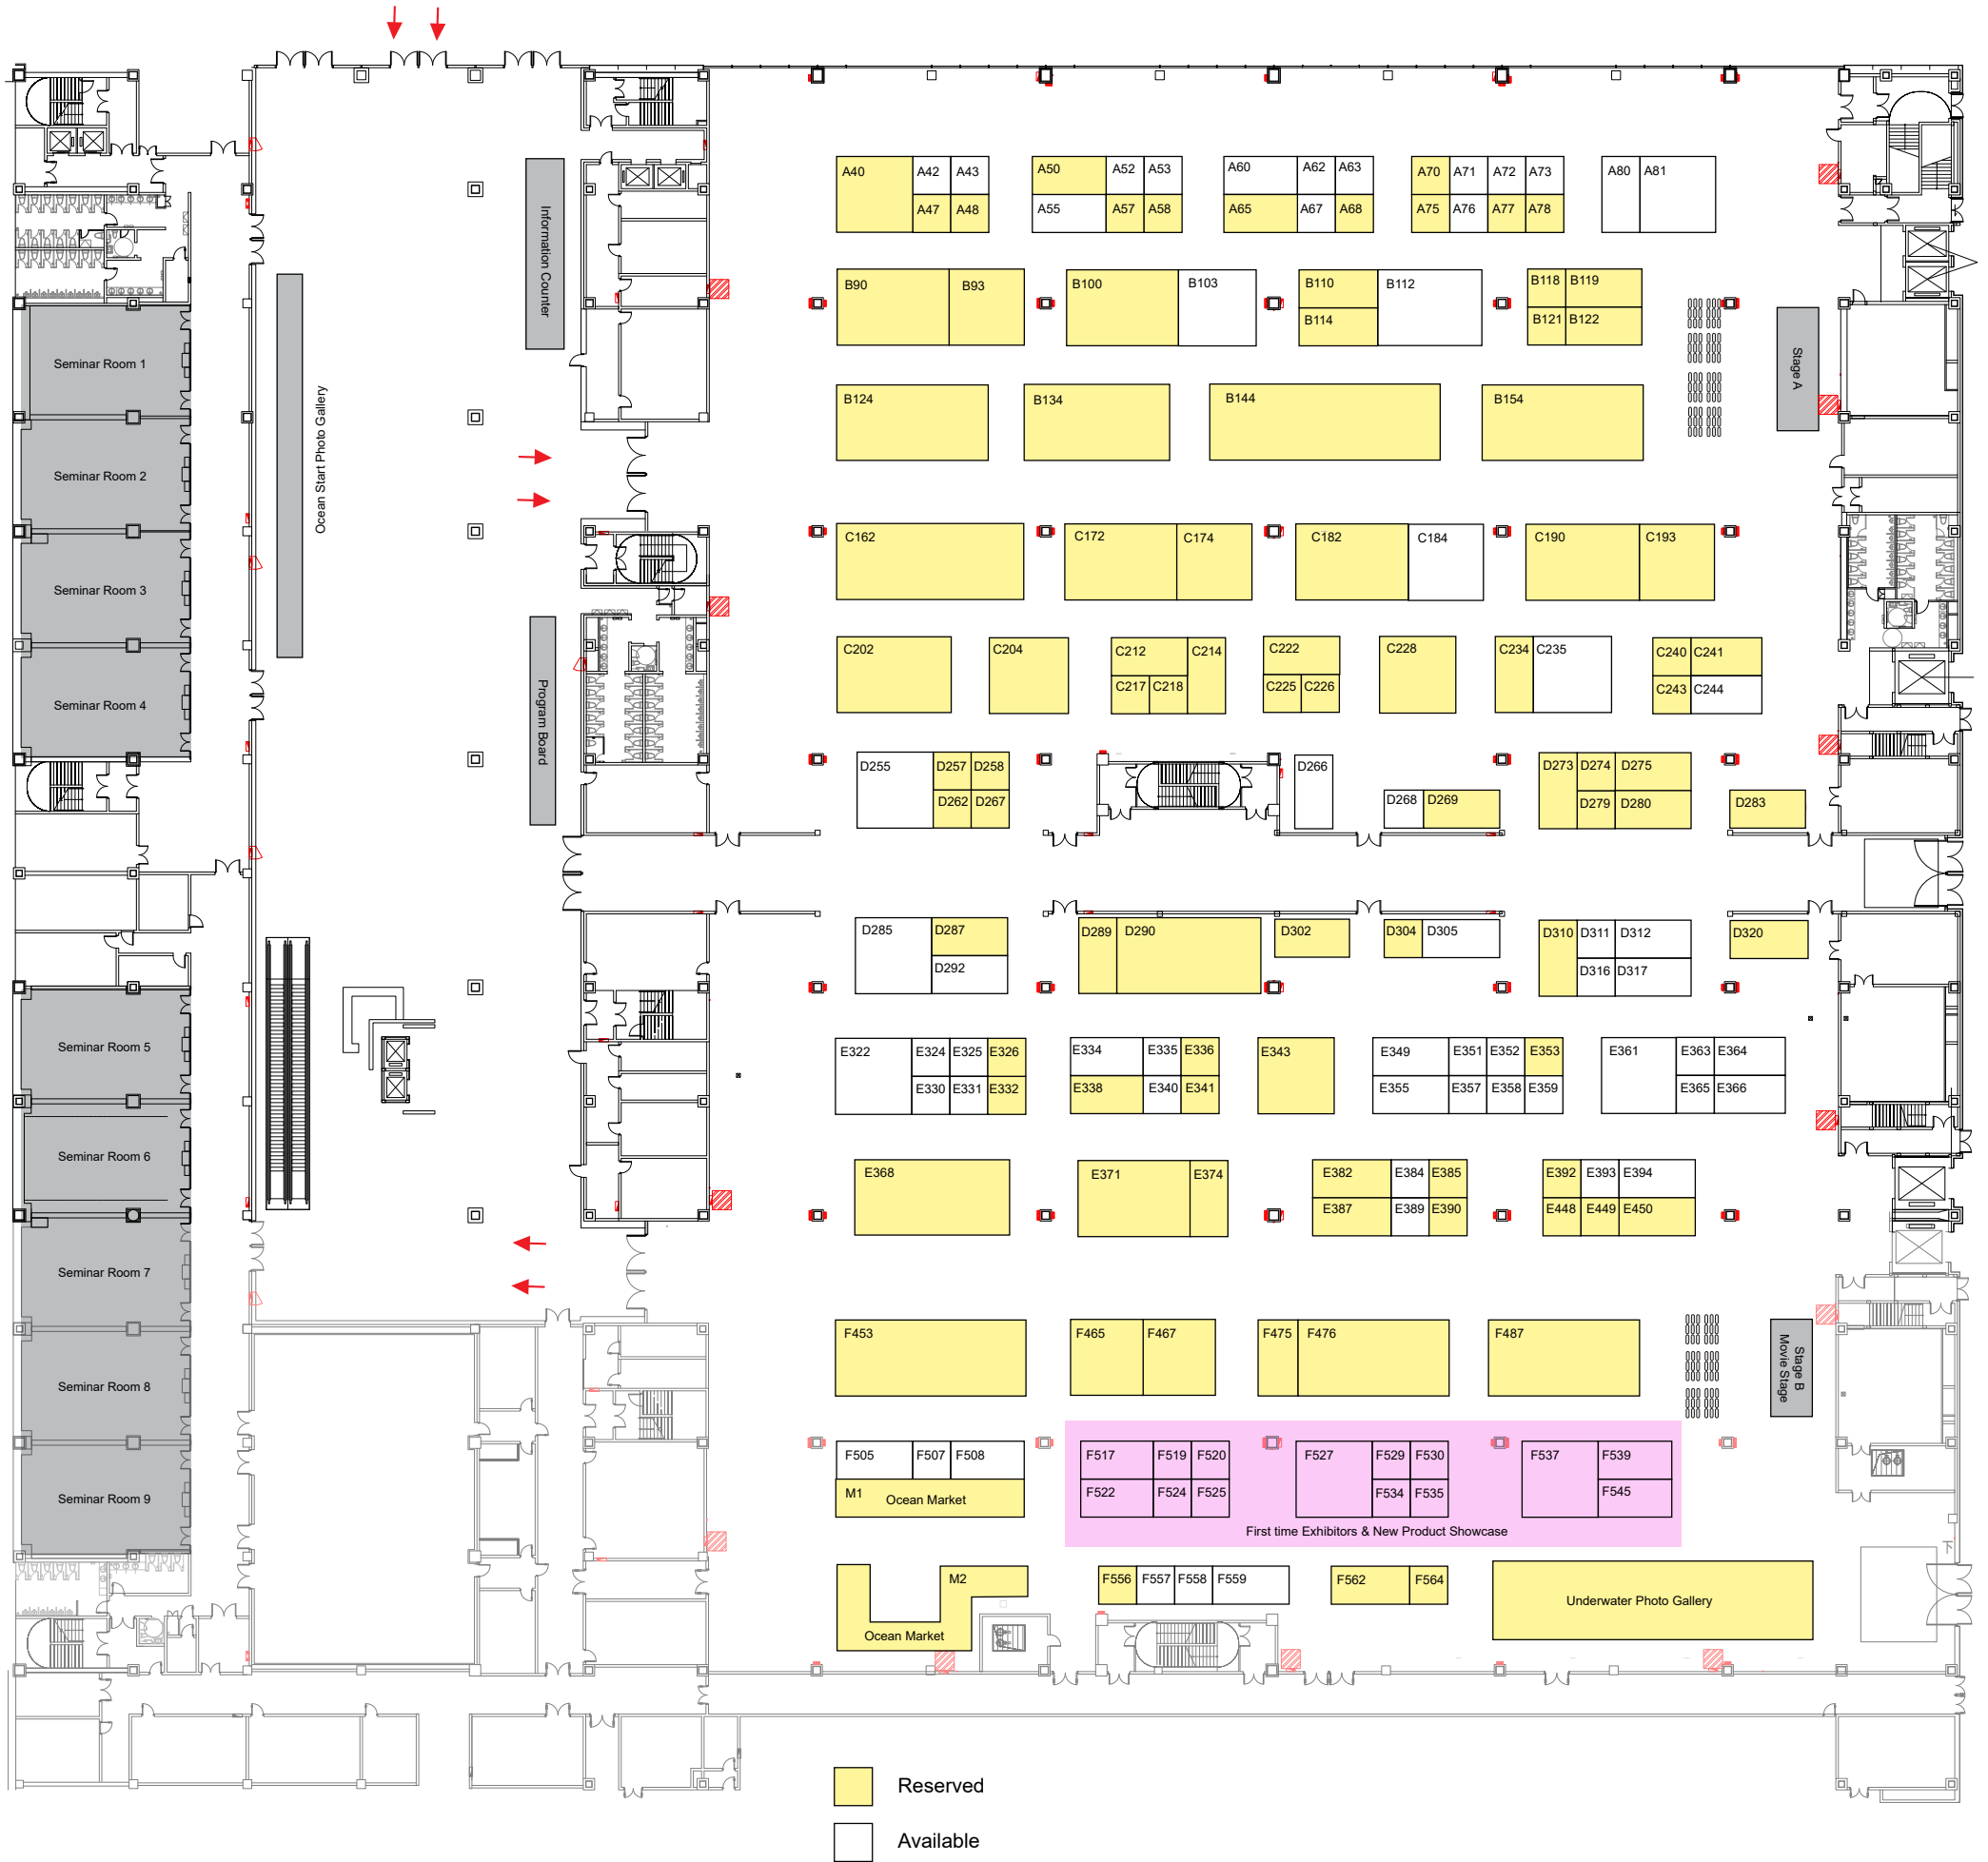 A40 A42 A43 A50 A52 A53 A60 A62 A63 A70 A71 A72 A73 A80 A81
A47 A48 A55 A57 A58 A65 A67 A68 A75 A76 A77 A78
Information Counter
B90 B93 B100 B103 B110 B112 B118 B119
B114 B121 B122
Seminar Room 1
Stage A
Ocean Start Photo Gallery
B124 B134 B144 B154
Seminar Room 2
C162 C172 C174 C182 C184 C190 C193
Seminar Room 3
C202 C204 C212 C214 C222 C228 C234 C235 C240 C241
C217 C218 C225 C226 C243 C244
Seminar Room 4
Program Board
D255 D257 D258 D266 D273 D274 D275
D262 D267 D268 D269 D279 D280 D283
D285 D287 D289 D290 D302 D304 D305 D310 D311 D312 D320
D292 D316 D317
Seminar Room 5
E322 E324 E325 E326 E334 E335 E336 E343 E349 E351 E352 E353 E361 E363 E364
E330 E331 E332 E338 E340 E341 E355 E357 E358 E359 E365 E366
Seminar Room 6
E368 E371 E374 E382 E384 E385 E392 E393 E394
E387 E389 E390 E448 E449 E450
Seminar Room 7
F453 F465 F467 F475 F476 F487
Stage B
Movie Stage
Seminar Room 8
F505 F507 F508 F517 F519 F520 F527 F529 F530 F537 F539
M1 Ocean Market F522 F524 F525 F534 F535 F545
Seminar Room 9
First time Exhibitors & New Product Showcase
M2 F556 F557 F558 F559 F562 F564
Underwater Photo Gallery
Ocean Market
Reserved
Available